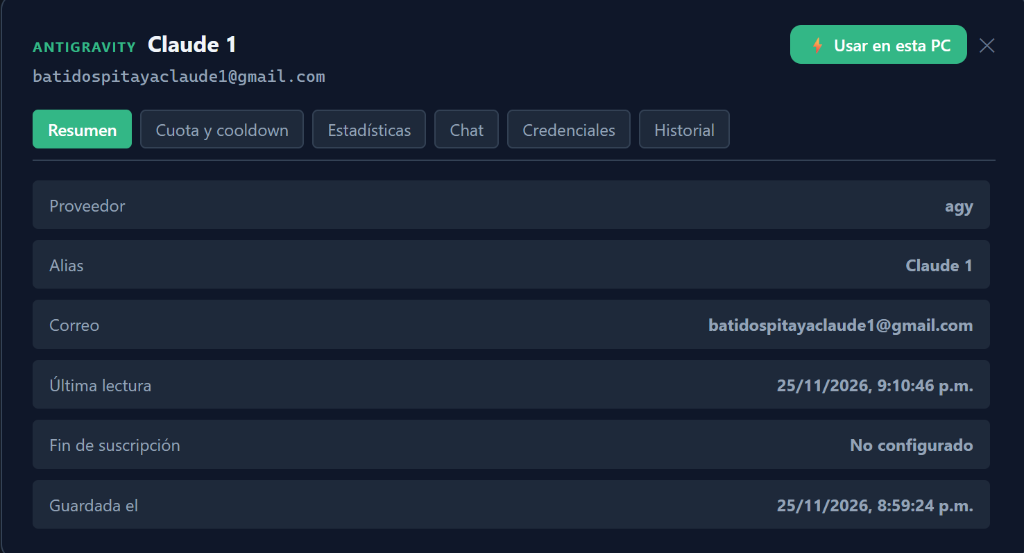 ANTIGRAVITY Claude 1
Usar en esta PC
batidospitayaclaude1@gmail.com
Resumen Cuota y cooldown Estadísticas Chat Credenciales Historial
Proveedor agy
Alias Claude 1
Correo batidospitayaclaude1@gmail.com
Última lectura 25/11/2026, 9:10:46 p.m.
Fin de suscripción No configurado
Guardada el 25/11/2026, 8:59:24 p.m.